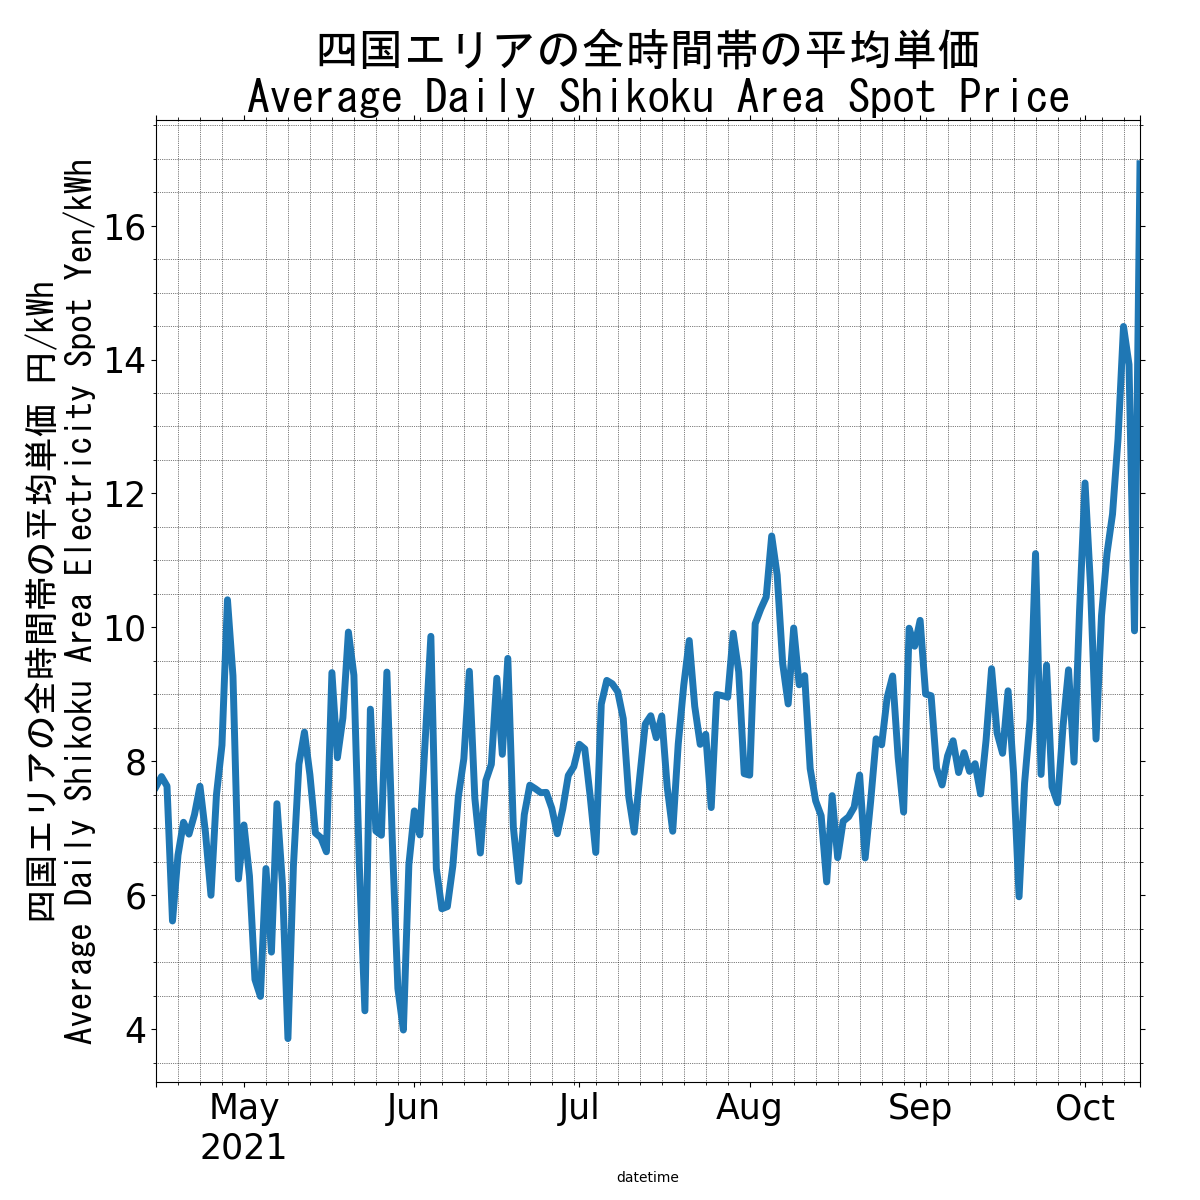 四国エリアの全時間帯の平均単価
Average Daily Shikoku Area Spot Price
四国エリアの全時間帯の平均単価 円/kWh
Average Daily Shikoku Area Electricity Spot Yen/kWh
16
14
12
10
8
6
4
May Jun Jul Aug Sep Oct
2021
datetime